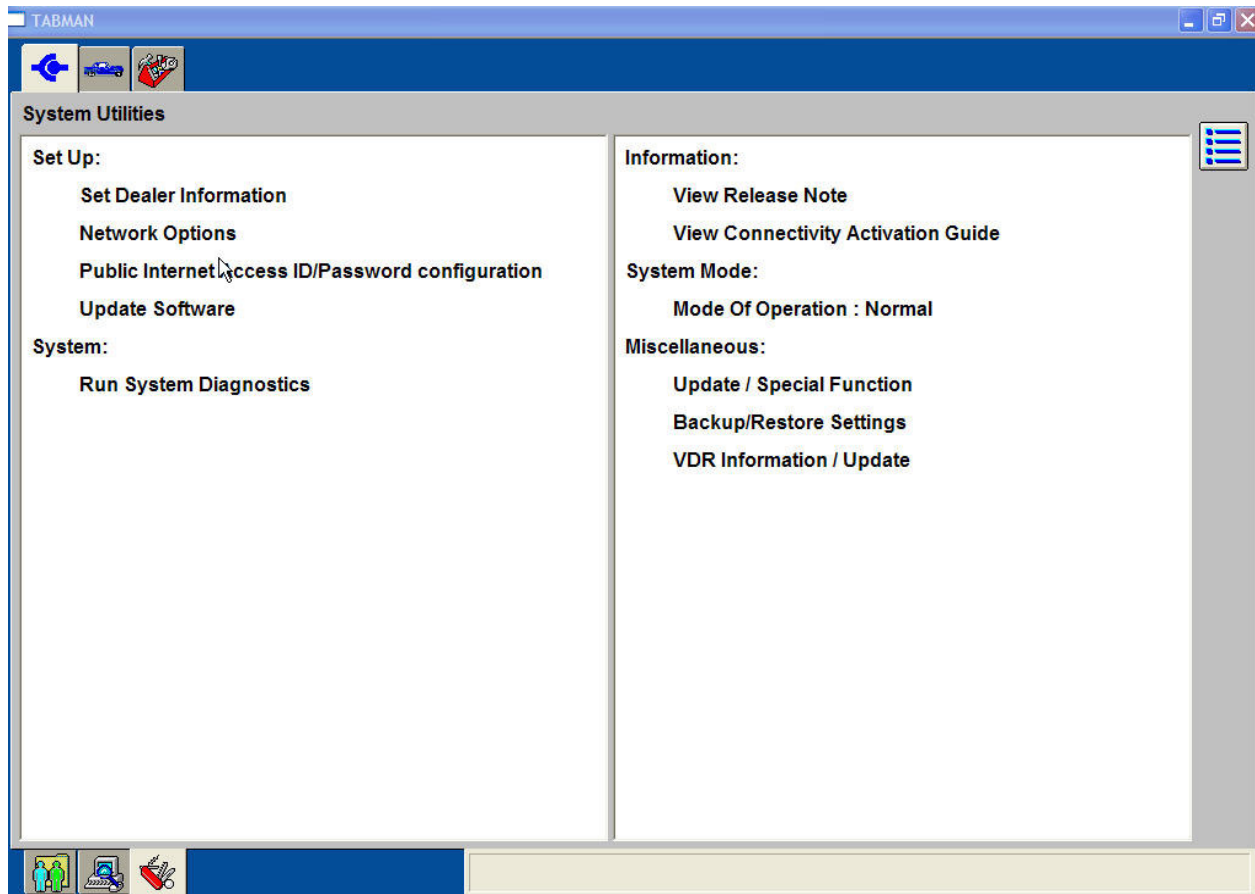 TABMAN
System Utilities
Set Up:
Set Dealer Information
Network Options
Public Internet Access ID/Password configuration
Update Software
System:
Run System Diagnostics
Information:
View Release Note
View Connectivity Activation Guide
System Mode:
Mode Of Operation : Normal
Miscellaneous:
Update / Special Function
Backup/Restore Settings
VDR Information / Update